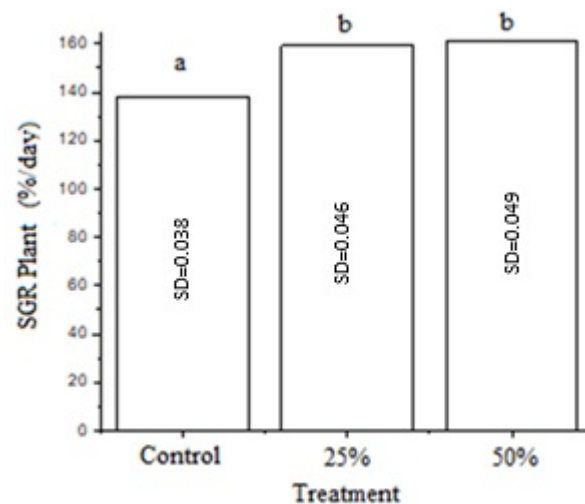 160
140
120
100
80
60
40
20
0
SGR Plant (%/day)
a
b
b
SD=0.038
SD=0.046
SD=0.049
Control
25%
50%
Treatment